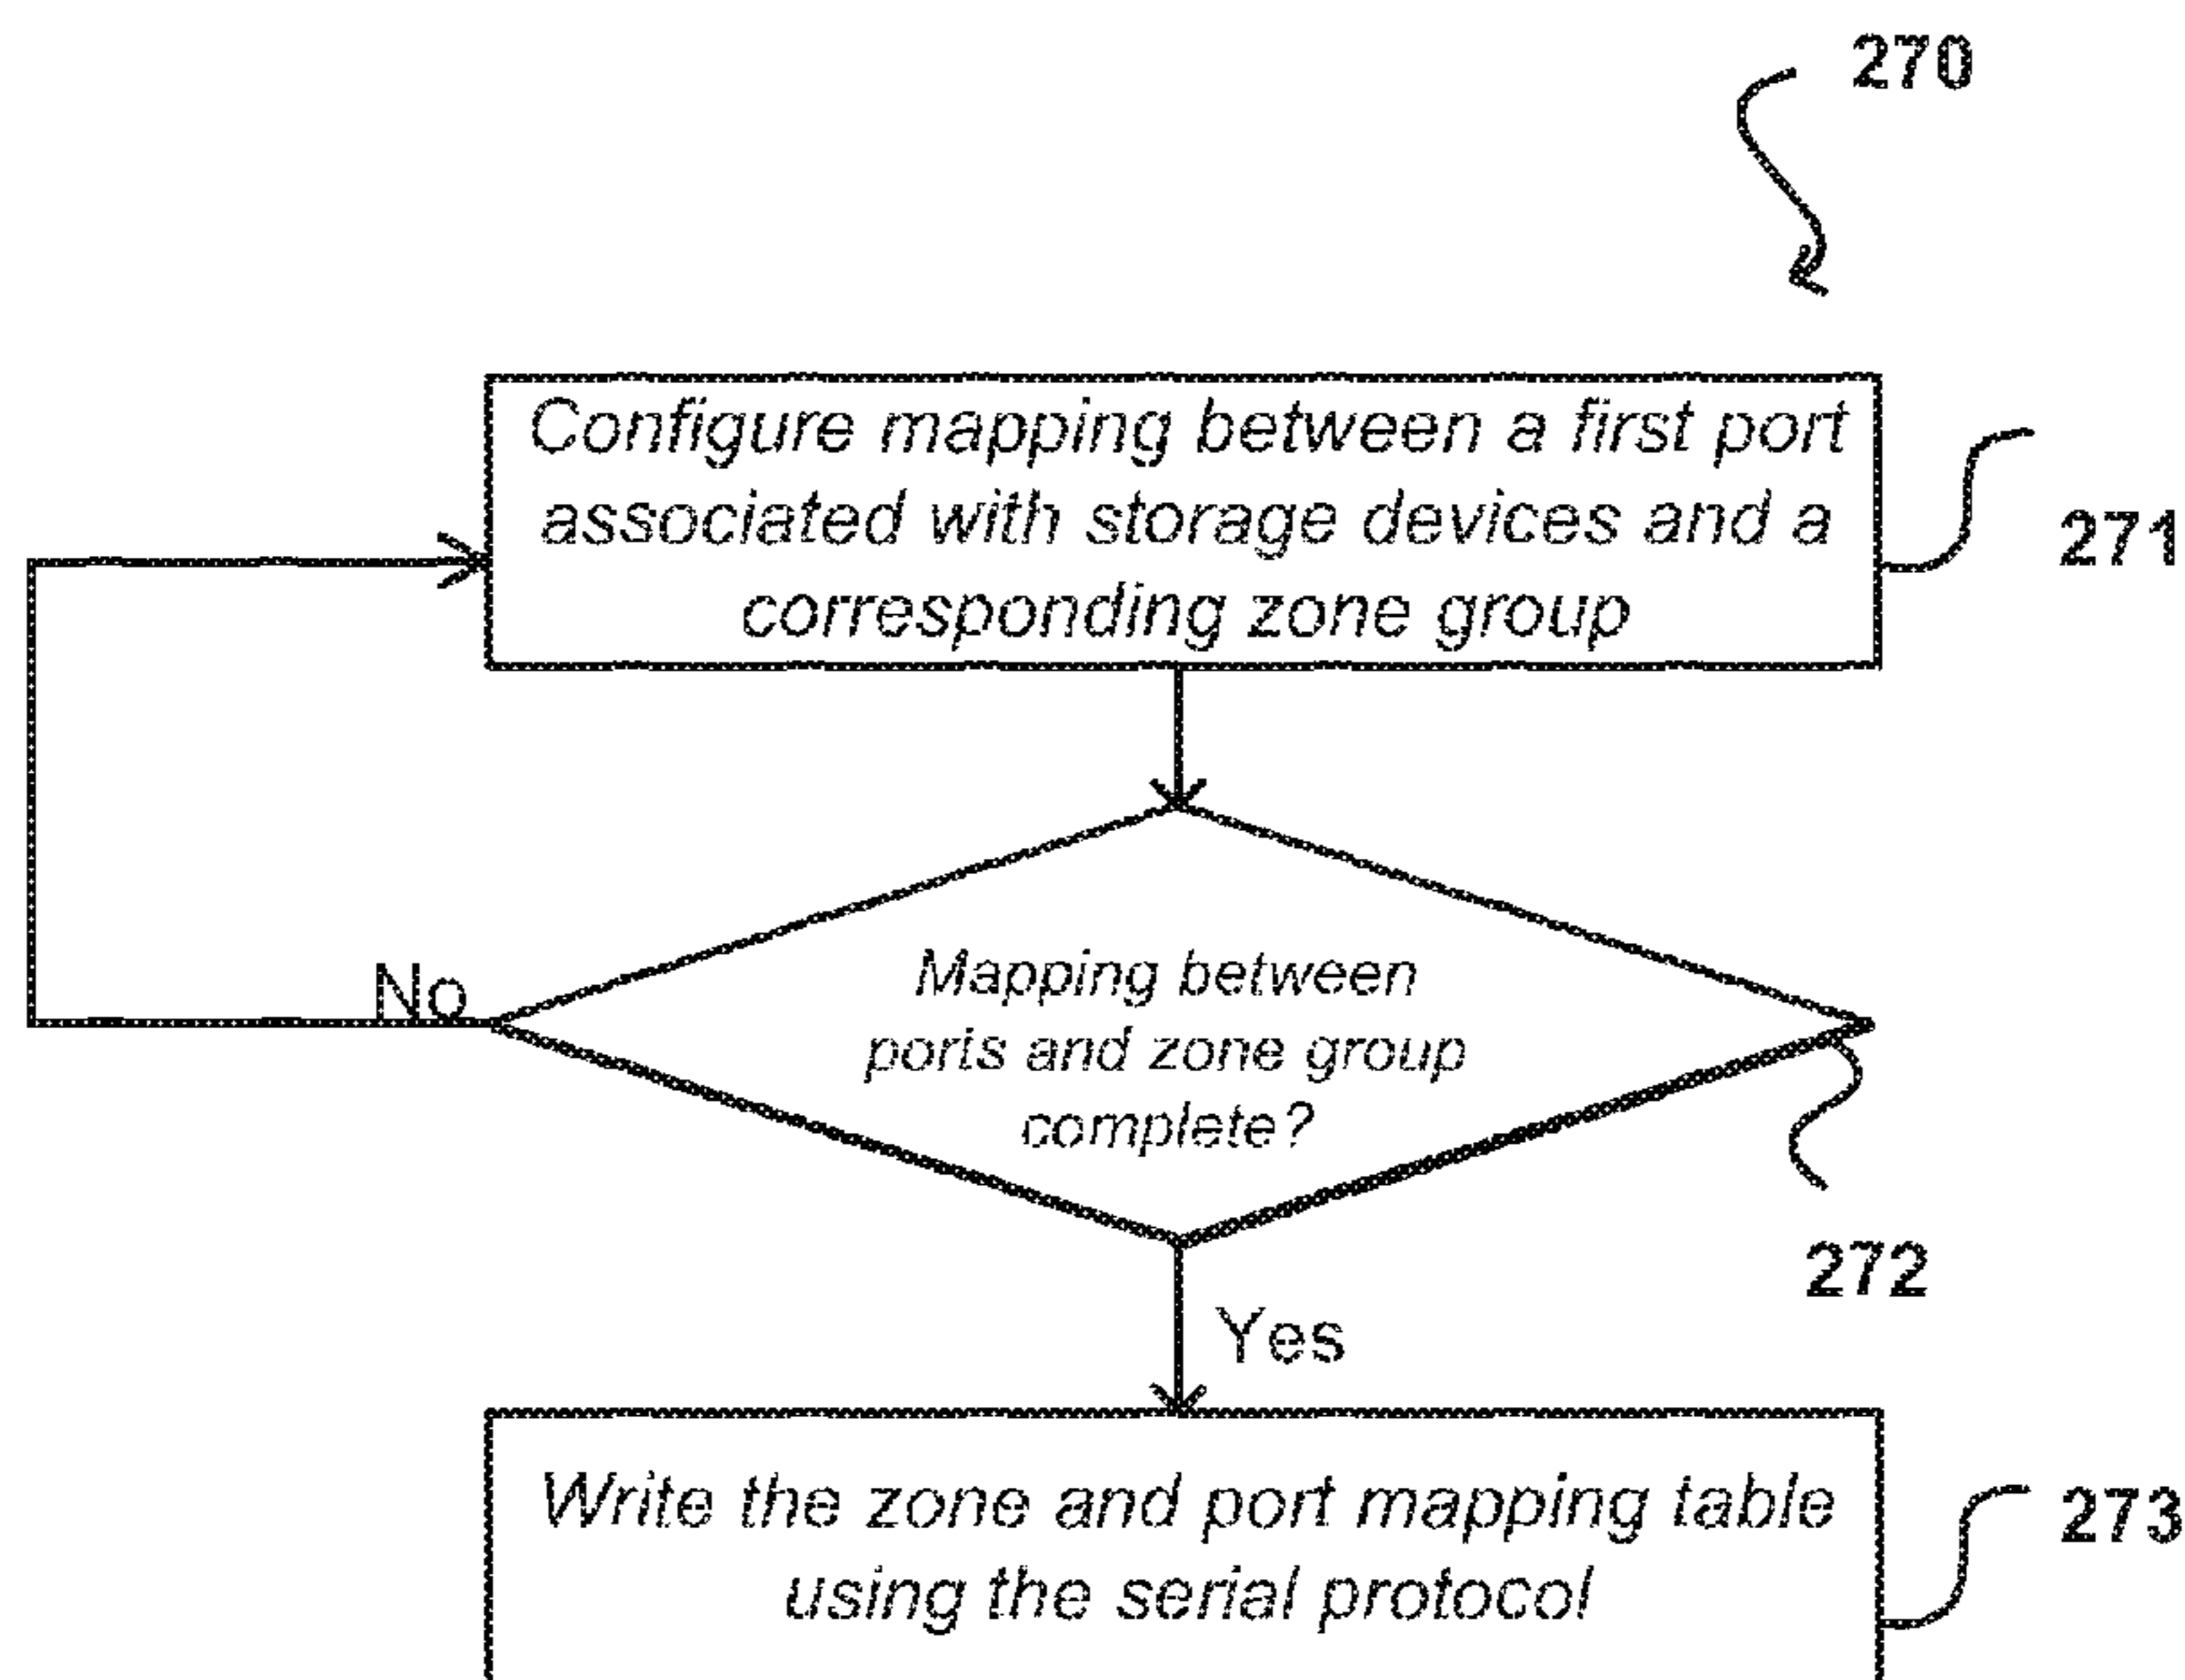 270
Configure mapping between a first port
associated with storage devices and a
corresponding zone group
271
No
Mapping between
ports and zone group
complete?
272
Yes
Write the zone and port mapping table
using the serial protocol
273